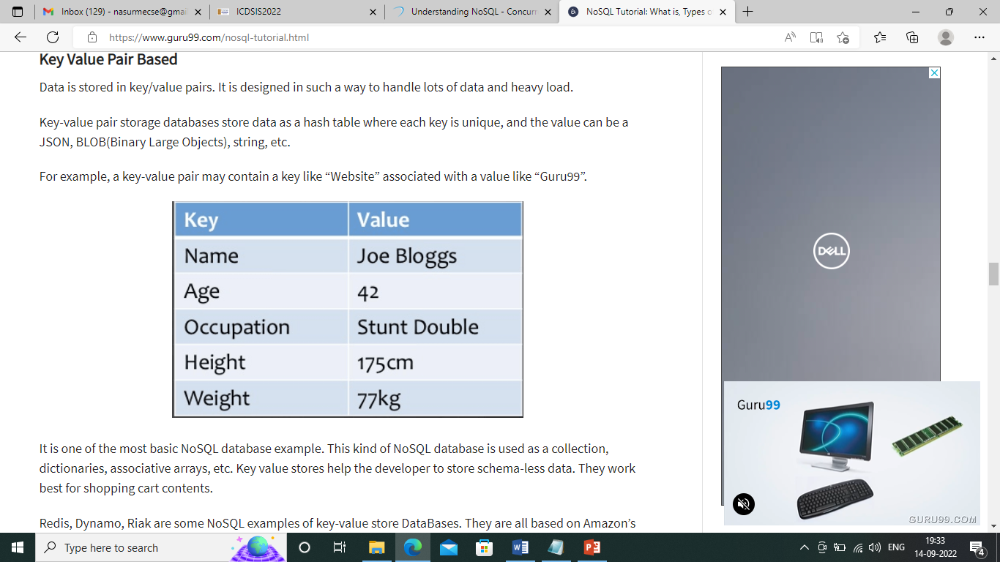 Inbox (129) - nasurmecse@gmai
ICDSIS2022
Understanding NoSQL - Concurr
NoSQL Tutorial: What is, Types o
https://www.guru99.com/nosql-tutorial.html
Key Value Pair Based
Data is stored in key/value pairs. It is designed in such a way to handle lots of data and heavy load.
Key-value pair storage databases store data as a hash table where each key is unique, and the value can be a
JSON, BLOB(Binary Large Objects), string, etc.
For example, a key-value pair may contain a key like “Website” associated with a value like “Guru99”.
Key Value
Name Joe Bloggs
Age 42
Occupation Stunt Double
Height 175cm
Weight 77kg
It is one of the most basic NoSQL database example. This kind of NoSQL database is used as a collection,
dictionaries, associative arrays, etc. Key value stores help the developer to store schema-less data. They work
best for shopping cart contents.
Redis, Dynamo, Riak are some NoSQL examples of key-value store DataBases. They are all based on Amazon’s
DELL
Guru99
GURU99.COM
Type here to search
ENG
19:33
14-09-2022
4